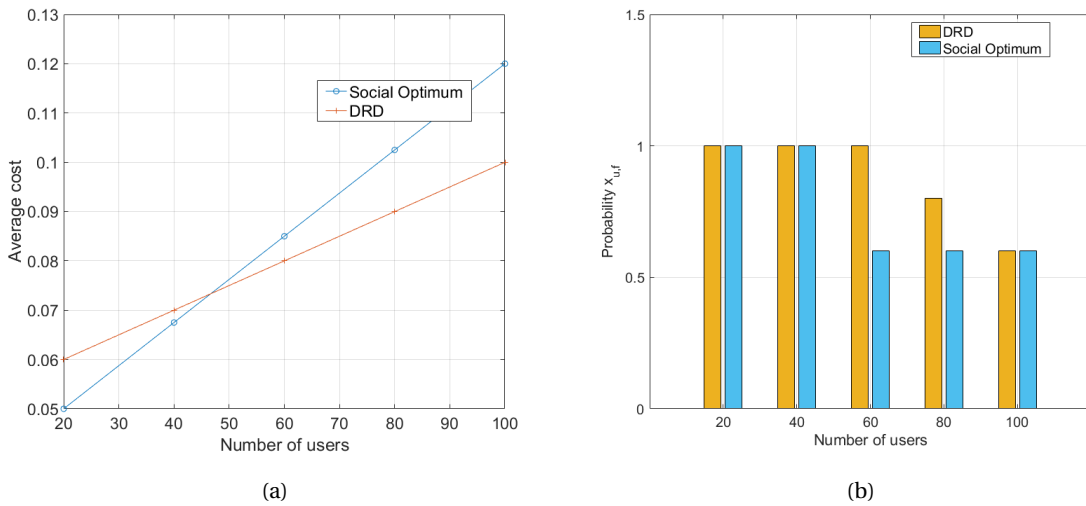 0.13
0.12
0.11
0.1
0.09
0.08
0.07
0.06
0.05
Average cost
Social Optimum
DRD
20 30 40 50 60 70 80 90 100
Number of users
(a)
1.5
1
0.5
0
Probability x_{u,f}
DRD
Social Optimum
20 40 60 80 100
Number of users
(b)